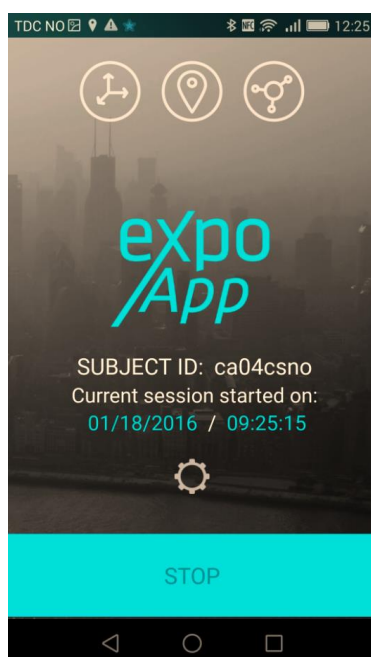 TDC NO
NFC 12:25
expo
App
SUBJECT ID: ca04csno
Current session started on:
01/18/2016 / 09:25:15
STOP